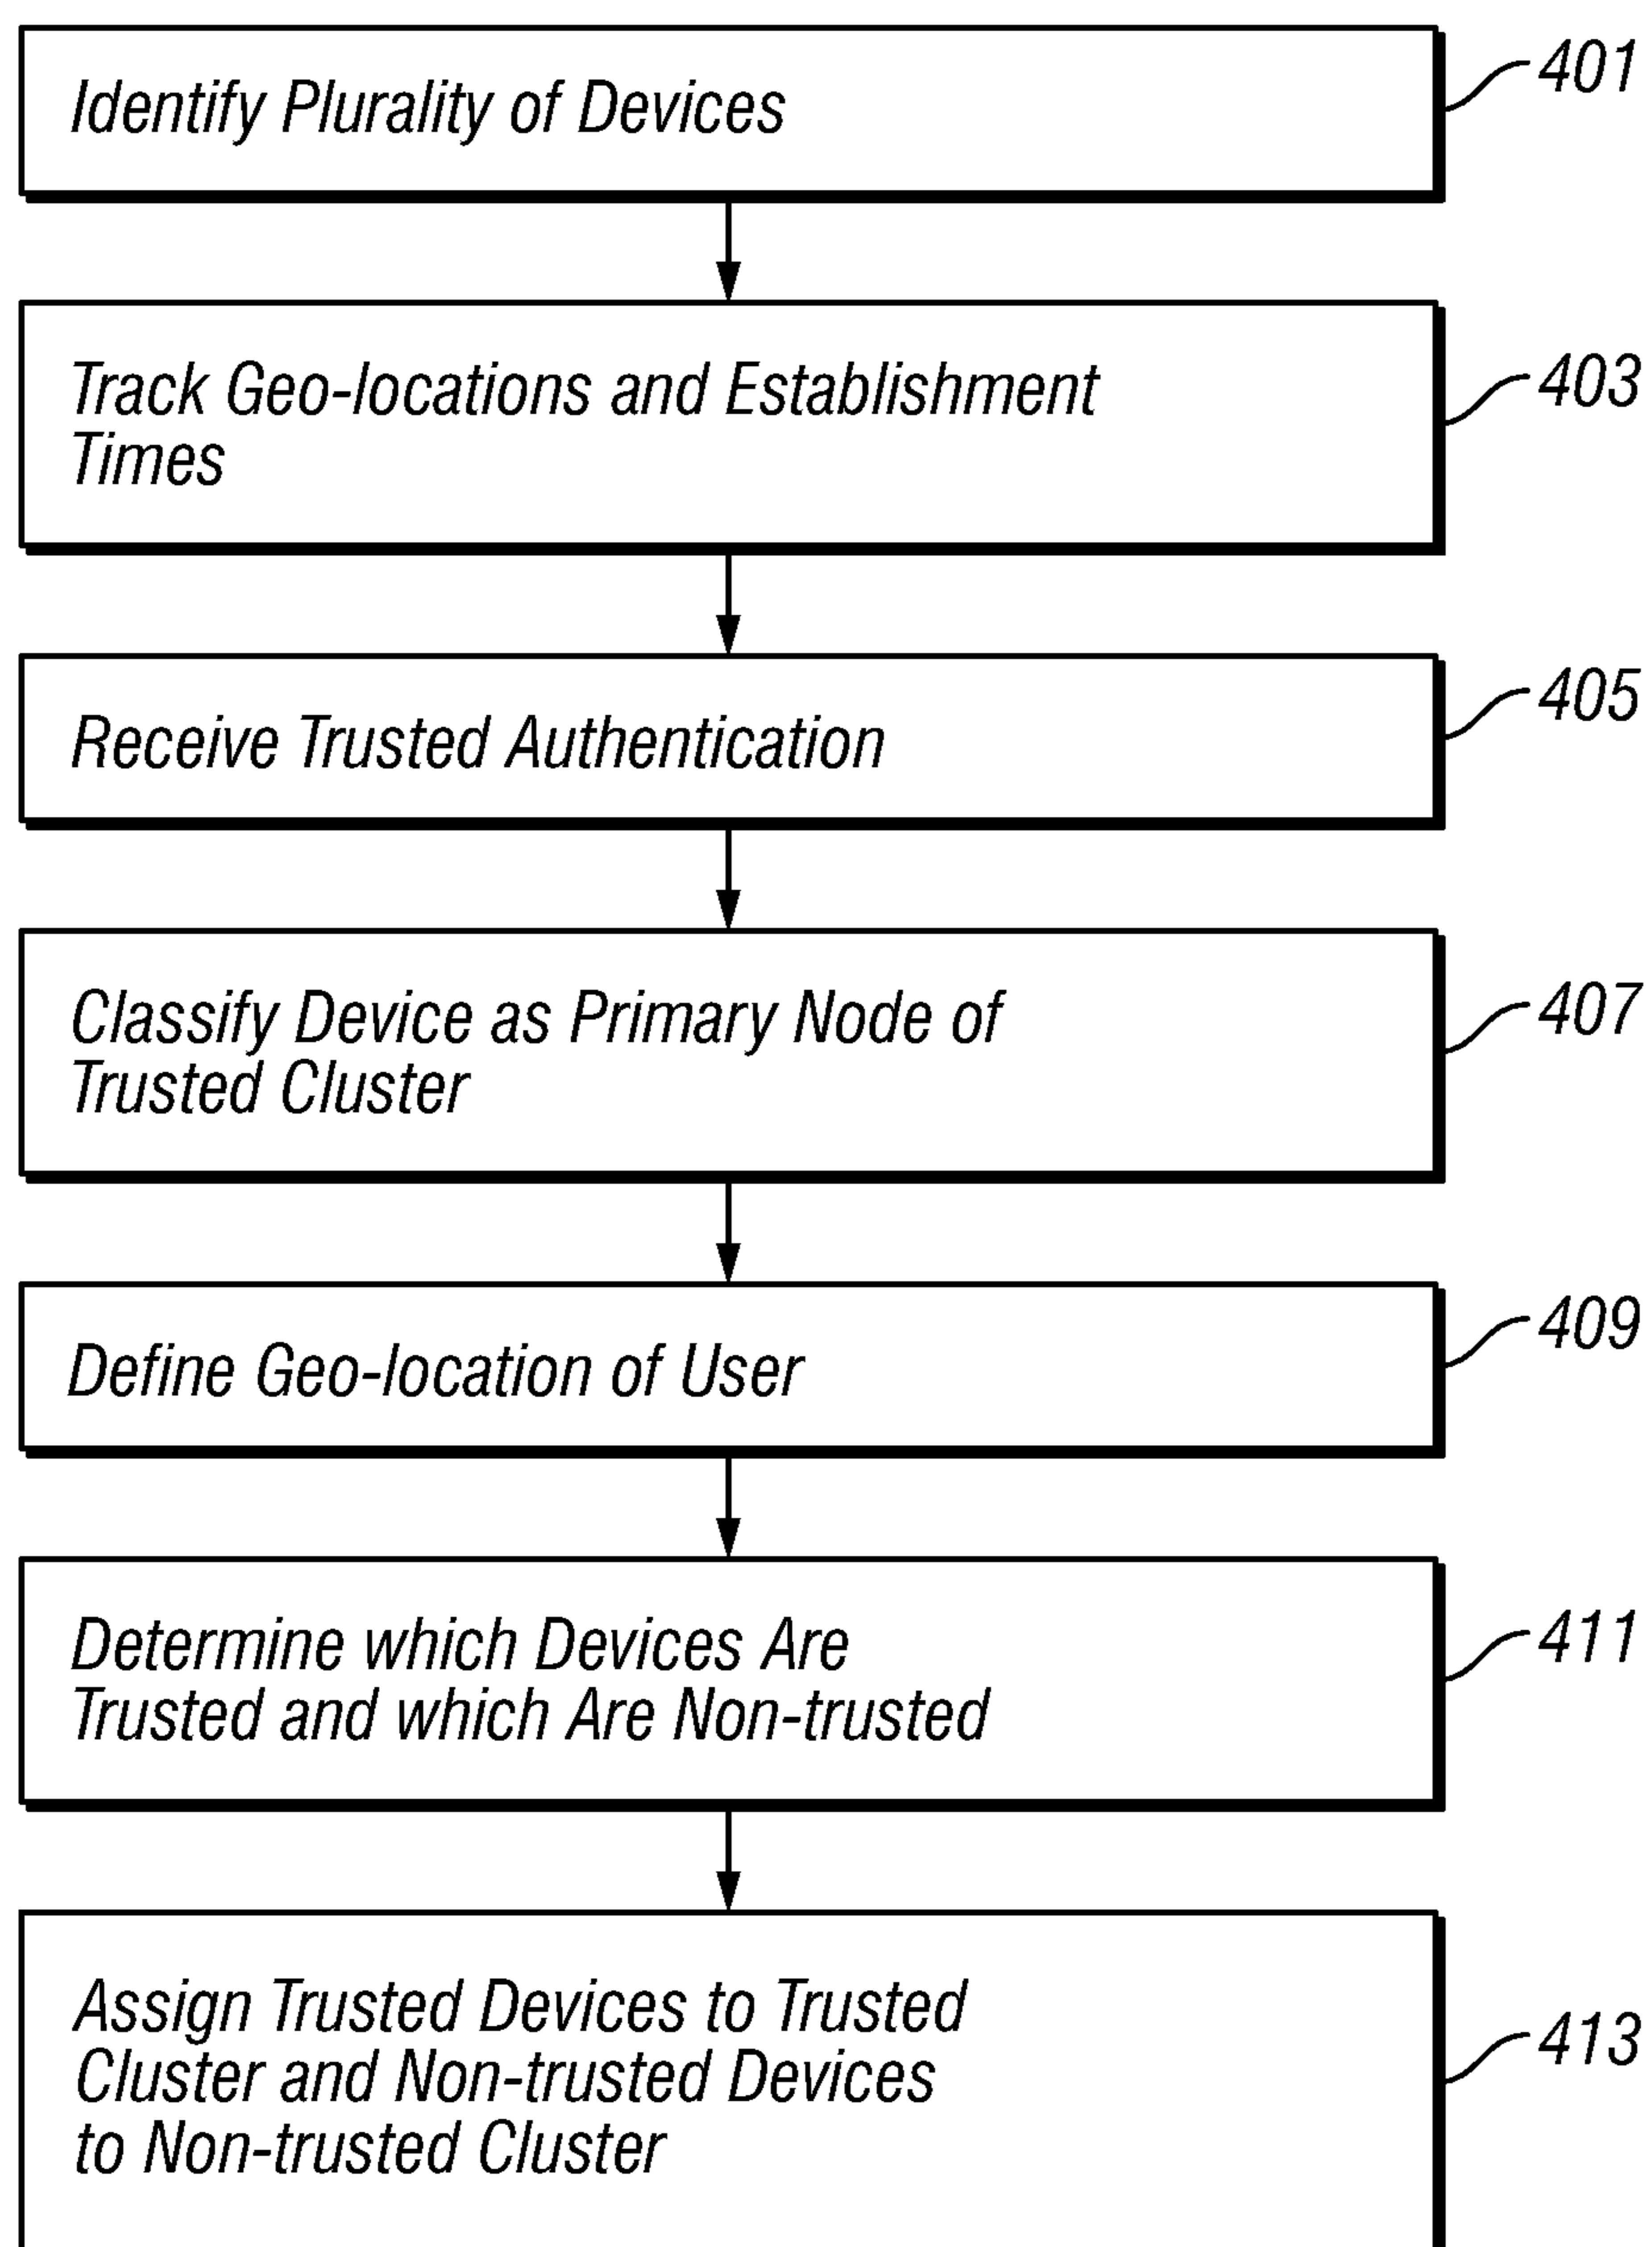 Identify Plurality of Devices
401
Track Geo-locations and Establishment
Times
403
Receive Trusted Authentication
405
Classify Device as Primary Node of
Trusted Cluster
407
Define Geo-location of User
409
Determine which Devices Are
Trusted and which Are Non-trusted
411
Assign Trusted Devices to Trusted
Cluster and Non-trusted Devices
to Non-trusted Cluster
413